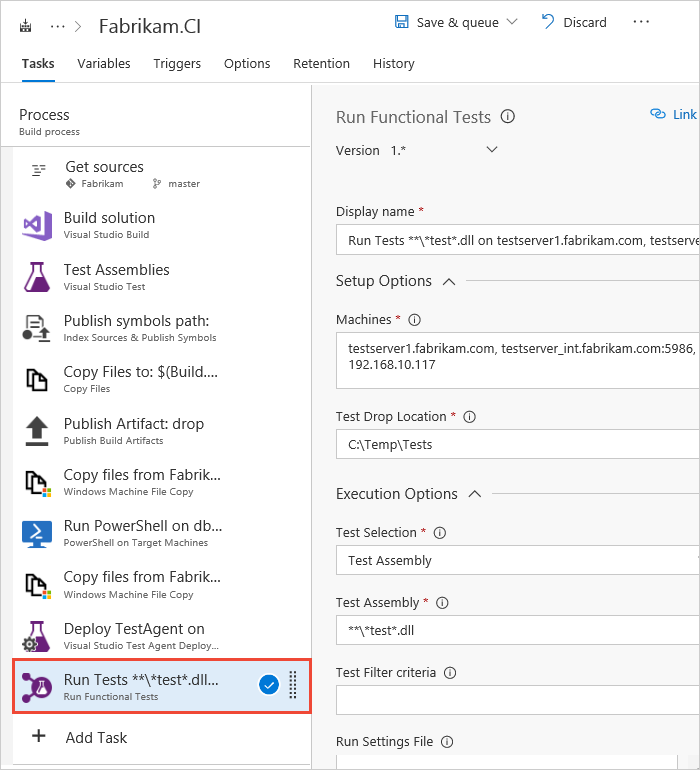 ··· > Fabrikam.CI
Save & queue
Discard
···
Tasks Variables Triggers Options Retention History
Process
Build process
Get sources
Fabrikam master
Build solution
Visual Studio Build
Test Assemblies
Visual Studio Test
Publish symbols path:
Index Sources & Publish Symbols
Copy Files to: $(Build....
Copy Files
Publish Artifact: drop
Publish Build Artifacts
Copy files from Fabrik...
Windows Machine File Copy
Run PowerShell on db...
PowerShell on Target Machines
Copy files from Fabrik...
Windows Machine File Copy
Deploy TestAgent on
Visual Studio Test Agent Deploy...
Run Tests **\*test*.dll...
Run Functional Tests
+ Add Task
Run Functional Tests
Link
Version 1.*
Display name *
Run Tests **\*test*.dll on testserver1.fabrikam.com, testserve
Setup Options
Machines *
testserver1.fabrikam.com, testserver_int.fabrikam.com:5986,
192.168.10.117
Test Drop Location *
C:\Temp\Tests
Execution Options
Test Selection *
Test Assembly
Test Assembly *
**\*test*.dll
Test Filter criteria
Run Settings File